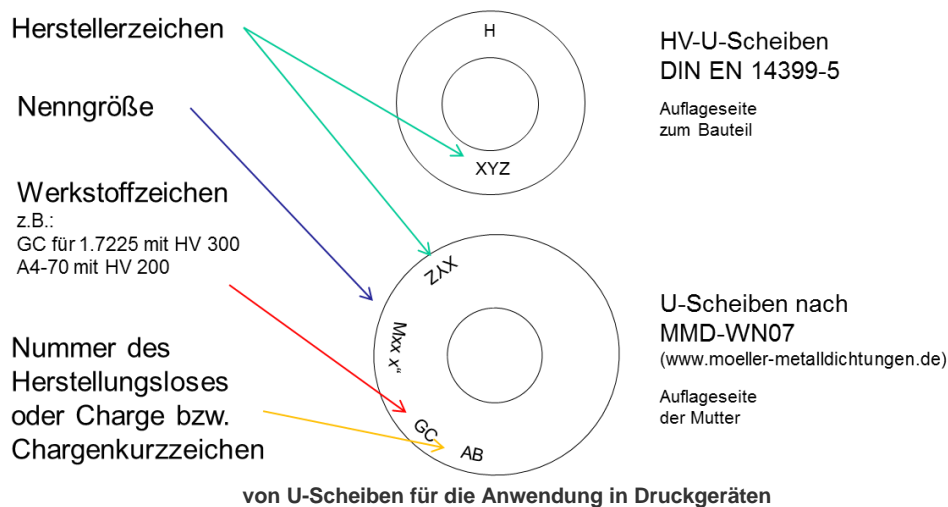 Herstellerzeichen
Nenngröße
Werkstoffzeichen
z.B.:
GC für 1.7225 mit HV 300
A4-70 mit HV 200
Nummer des
Herstellungsloses
oder Charge bzw.
Chargenkurzzeichen
H
XYZ
HV-U-Scheiben
DIN EN 14399-5
Auflageseite
zum Bauteil
XYZ
Mxx x“
GC
AB
U-Scheiben nach
MMD-WN07
(www.moeller-metalldichtungen.de)
Auflageseite
der Mutter
von U-Scheiben für die Anwendung in Druckgeräten